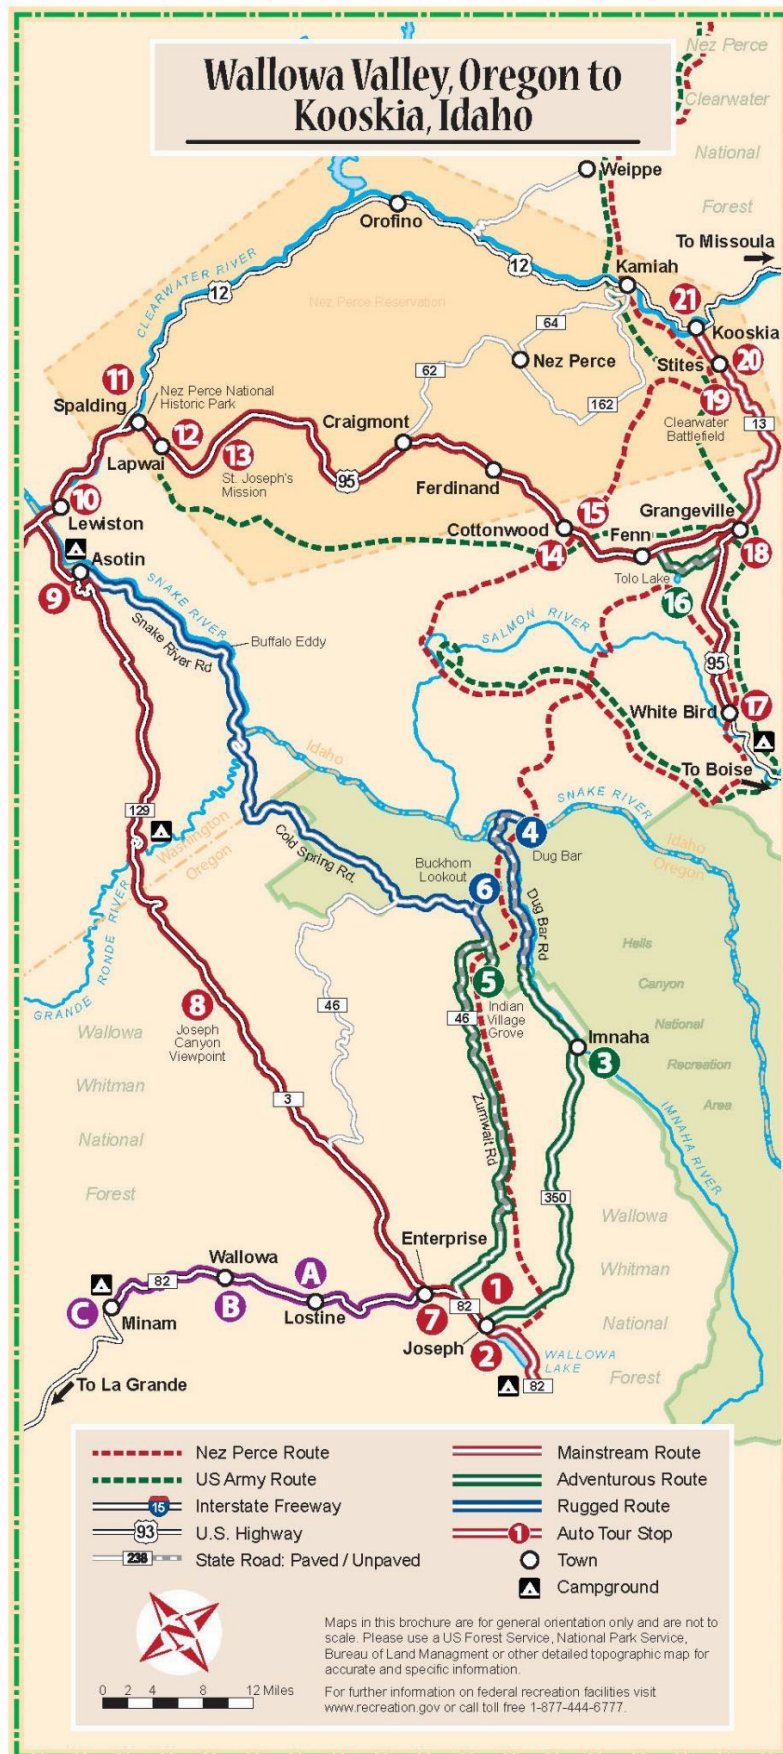 Wallowa Valley, Oregon to
Kooskia, Idaho
Nez Perce
Clearwater
National
Forest
Weippe
Orofino
To Missoula
CLEARWATER RIVER
12
12
Kamiah
21
Kooskia
Nez Perce Reservation
64
Nez Perce
Stites
20
11
62
19
162
Spalding
Nez Perce National
Historic Park
Craigmont
Clearwater
Battlefield
13
12
Lapwai
13
St. Joseph's
Mission
95
Ferdinand
10
Lewiston
15
Grangeville
Cottonwood
Fenn
14
18
Asotin
9
Tolo Lake
16
SNAKE RIVER
Snake River Rd
Buffalo Eddy
SALMON RIVER
95
White Bird
17
Idaho
To Boise
129
Washington
Oregon
SNAKE RIVER
Cold Spring Rd.
4
Dug Bar
Idaho
Oregon
Buckhorn
Lookout
6
Dug Bar Rd
GRANDE RONDE RIVER
Hells
Canyon
National
Recreation
Area
5
Indian
Village
Grove
8
Joseph
Canyon
Viewpoint
46
46
Imnaha
3
Wallowa
Whitman
National
Forest
3
Zumwait Rd
IMNAHA RIVER
350
Wallowa
Whitman
National
Forest
Enterprise
Wallowa
A
1
82
82
C
Minam
B
Lostine
7
Joseph
2
WALLOWA
LAKE
82
To La Grande
Nez Perce Route
US Army Route
15
Interstate Freeway
93
U.S. Highway
238
State Road: Paved / Unpaved
Mainstream Route
Adventurous Route
Rugged Route
1
Auto Tour Stop
Town
Campground
N
0 2 4 8 12 Miles
Maps in this brochure are for general orientation only and are not to
scale. Please use a US Forest Service, National Park Service,
Bureau of Land Managment or other detailed topographic map for
accurate and specific information.
For further information on federal recreation facilities visit
www.recreation.gov or call toll free 1-877-444-6777.